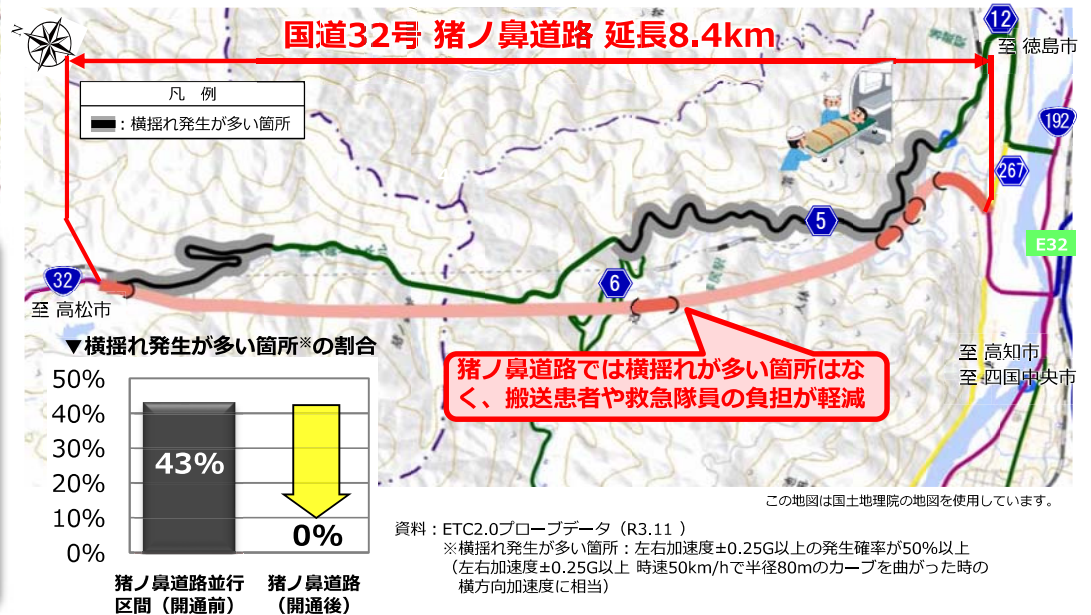 国道32号 猪ノ鼻道路 延長8.4km
N
12
至 徳島市
凡 例
：横揺れ発生が多い箇所
192
267
5
E32
32
6
至 高松市
▼横揺れ発生が多い箇所※の割合
猪ノ鼻道路では横揺れが多い箇所はな
く、搬送患者や救急隊員の負担が軽減
至 高知市
至 四国中央市
50%
40%
30%
20%
10%
0%
43%
0%
猪ノ鼻道路並行
区間（開通前）
猪ノ鼻道路
（開通後）
この地図は国土地理院の地図を使用しています。
資料：ETC2.0プローブデータ（R3.11 ）
※横揺れ発生が多い箇所：左右加速度±0.25G以上の発生確率が50%以上
（左右加速度±0.25G以上 時速50km/hで半径80mのカーブを曲がった時の
横方向加速度に相当）